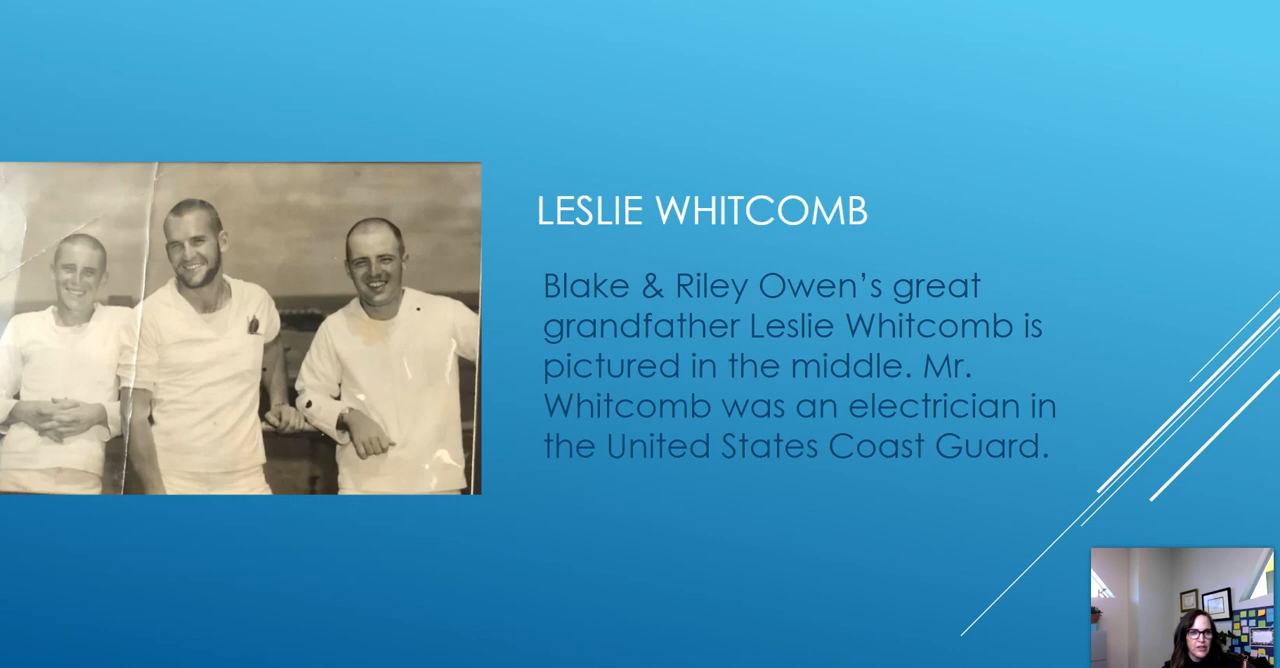 LESLIE WHITCOMB
Blake & Riley Owen’s great
grandfather Leslie Whitcomb is
pictured in the middle. Mr.
Whitcomb was an electrician in
the United States Coast Guard.